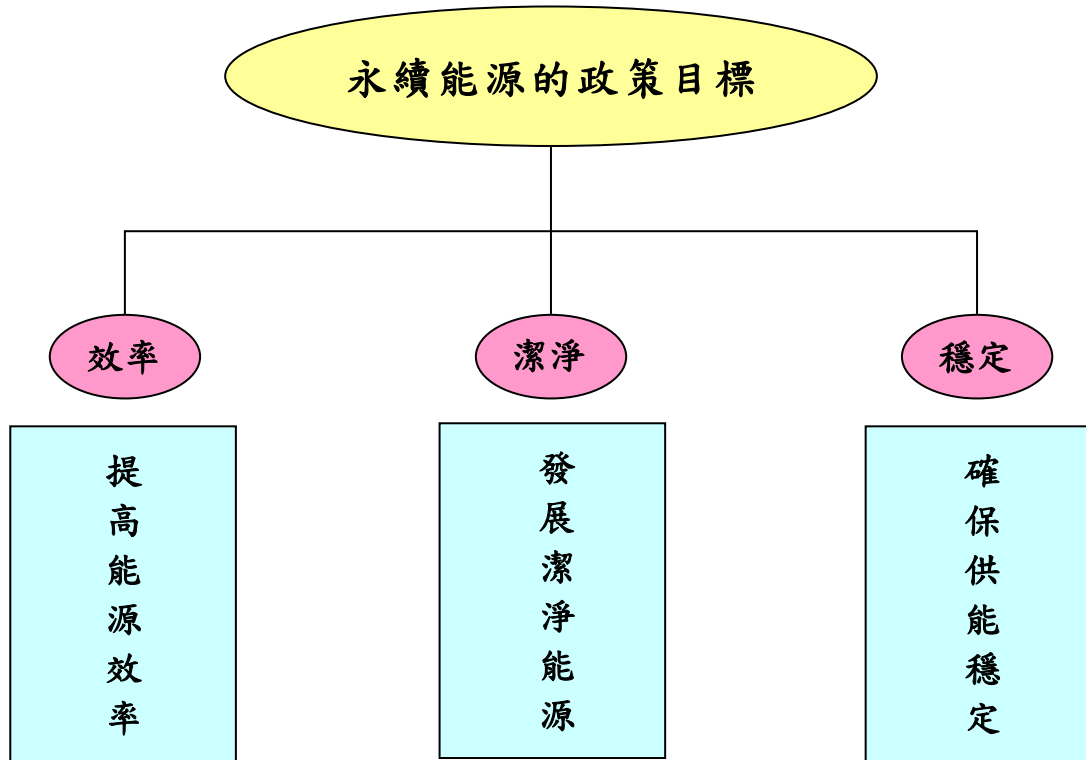 永續能源的政策目標
效率
潔淨
穩定
提高能源效率
發展潔淨能源
確保供能穩定